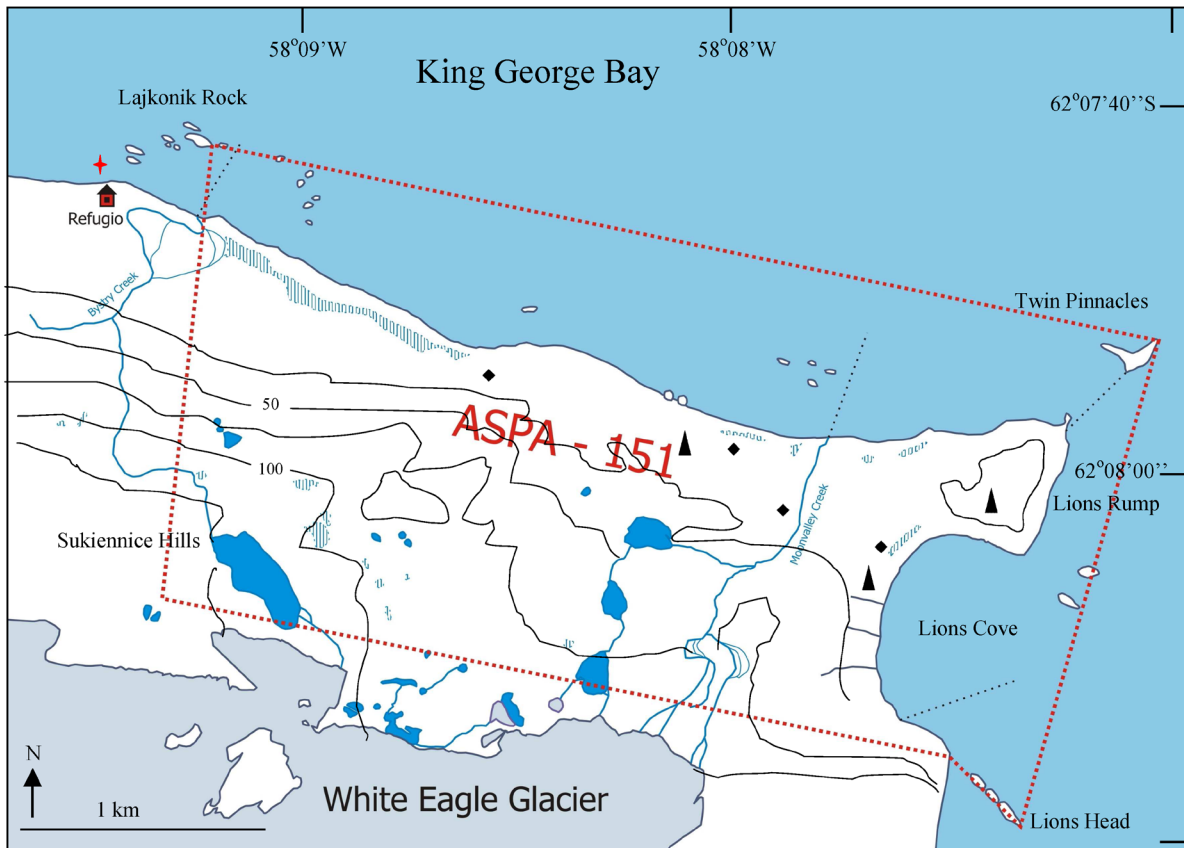 58°09'W
58°08'W
King George Bay
Lajkonik Rock
62°07'40''S
Refugio
Bystry Creek
Twin Pinnacles
50
ASPA - 151
100
62°08'00''
Lions Rump
Moonvalley Creek
Sukiennice Hills
Lions Cove
N
1 km
White Eagle Glacier
Lions Head